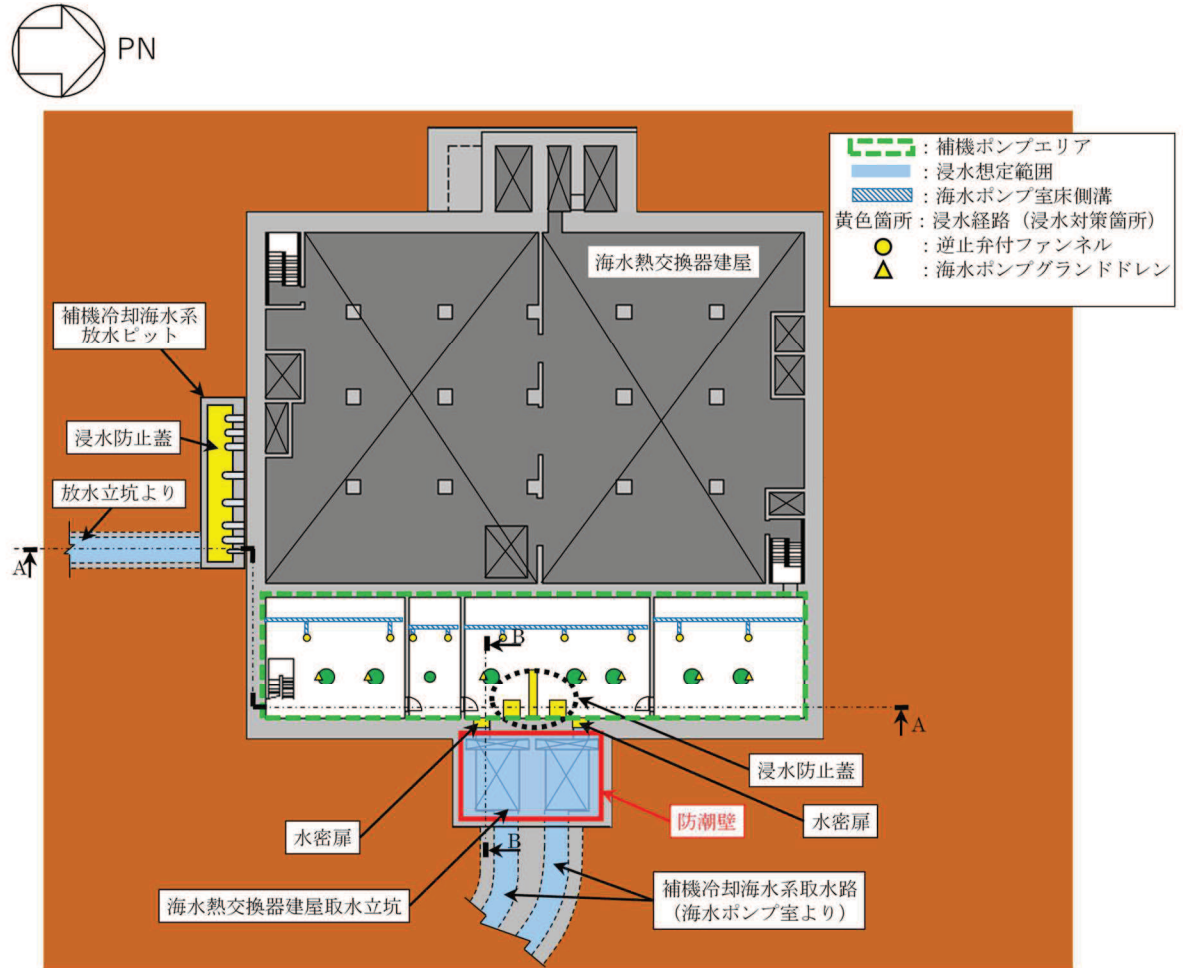 PN
：補機ポンプエリア
：浸水想定範囲
：海水ポンプ室床側溝
黄色箇所：浸水経路（浸水対策箇所）
：逆止弁付ファンネル
：海水ポンプグランドドレン
海水熱交換器建屋
補機冷却海水系
放水ピット
浸水防止蓋
放水立坑より
A
B
A
浸水防止蓋
水密扉
防潮壁
水密扉
B
海水熱交換器建屋取水立坑
補機冷却海水系取水路
（海水ポンプ室より）